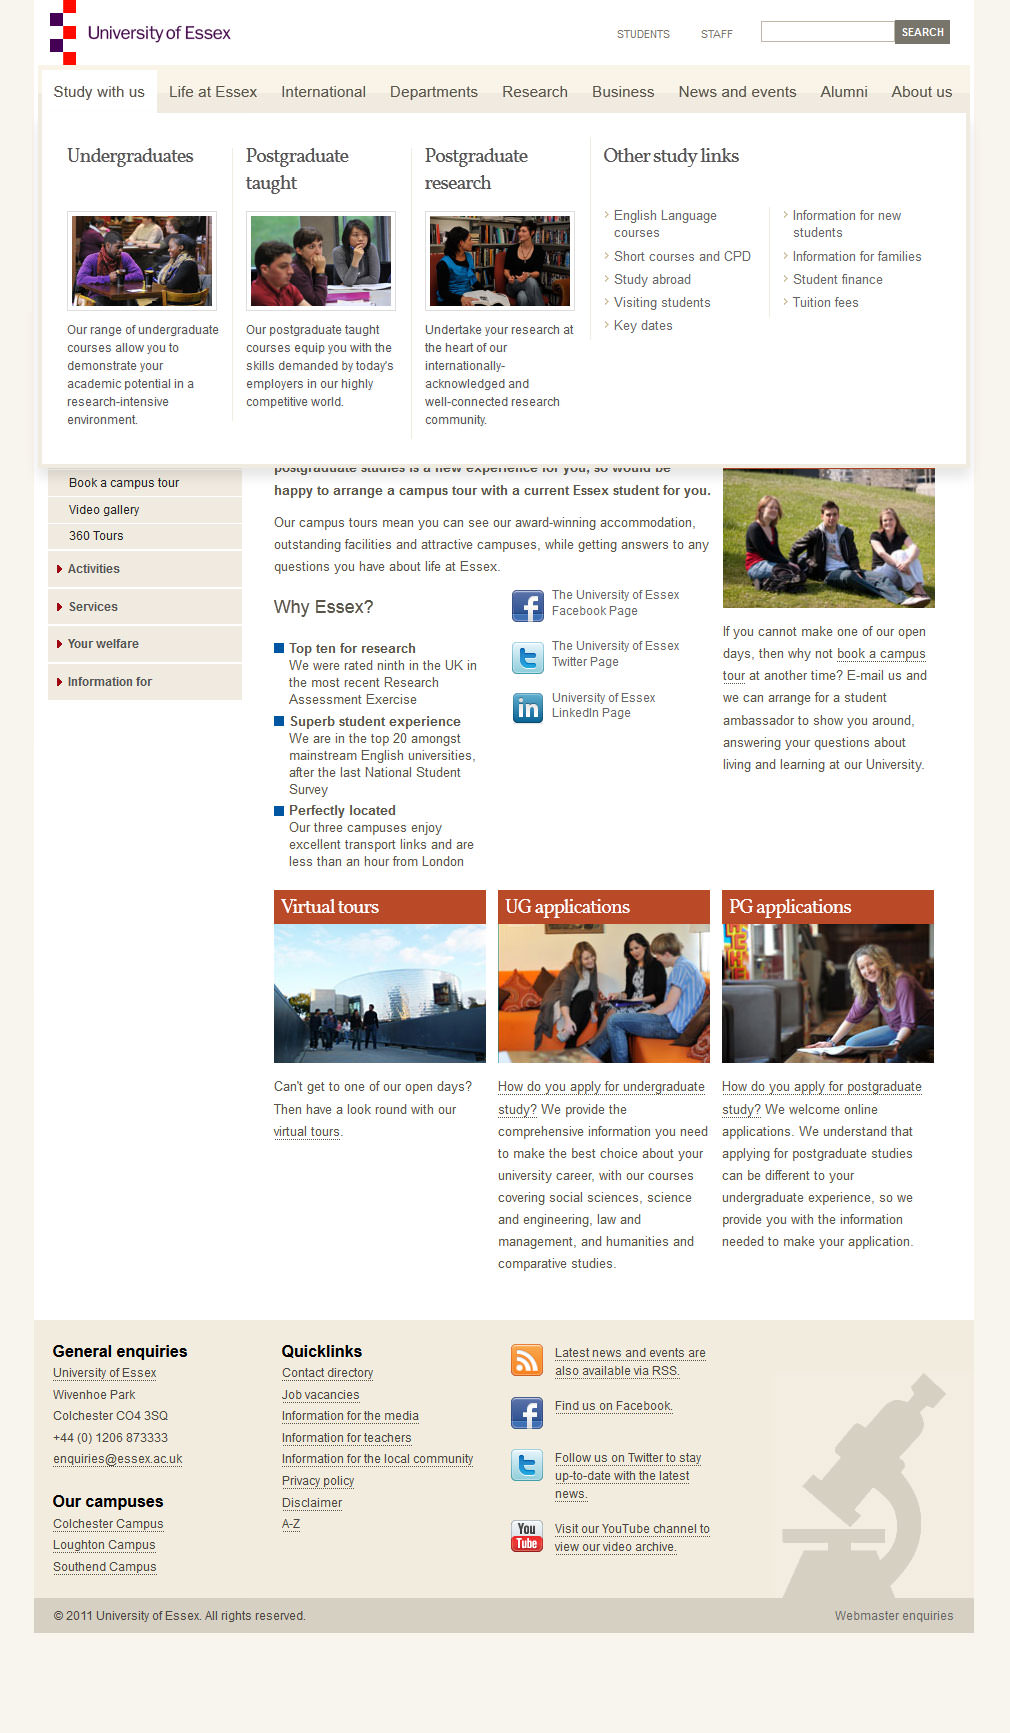 University of Essex
STUDENTS
STAFF
SEARCH
Study with us
Life at Essex
International
Departments
Research
Business
News and events
Alumni
About us
Undergraduates
Our range of undergraduate
courses allow you to
demonstrate your
academic potential in a
research-intensive
environment.
Postgraduate
taught
Our postgraduate taught
courses equip you with the
skills demanded by today's
employers in our highly
competitive world.
Postgraduate
research
Undertake your research at
the heart of our
internationally-
acknowledged and
well-connected research
community.
Other study links
English Language
courses
Short courses and CPD
Study abroad
Visiting students
Key dates
Information for new
students
Information for families
Student finance
Tuition fees
Book a campus tour
Video gallery
360 Tours
Activities
Services
Your welfare
Information for
postgraduate studies is a new experience for you, so would be
happy to arrange a campus tour with a current Essex student for you.
Our campus tours mean you can see our award-winning accommodation,
outstanding facilities and attractive campuses, while getting answers to any
questions you have about life at Essex.
Why Essex?
Top ten for research
We were rated ninth in the UK in
the most recent Research
Assessment Exercise
Superb student experience
We are in the top 20 amongst
mainstream English universities,
after the last National Student
Survey
Perfectly located
Our three campuses enjoy
excellent transport links and are
less than an hour from London
The University of Essex
Facebook Page
The University of Essex
Twitter Page
University of Essex
LinkedIn Page
If you cannot make one of our open
days, then why not book a campus
tour at another time? E-mail us and
we can arrange for a student
ambassador to show you around,
answering your questions about
living and learning at our University.
Virtual tours
Can't get to one of our open days?
Then have a look round with our
virtual tours.
UG applications
How do you apply for undergraduate
study? We provide the
comprehensive information you need
to make the best choice about your
university career, with our courses
covering social sciences, science
and engineering, law and
management, and humanities and
comparative studies.
PG applications
How do you apply for postgraduate
study? We welcome online
applications. We understand that
applying for postgraduate studies
can be different to your
undergraduate experience, so we
provide you with the information
needed to make your application.
General enquiries
University of Essex
Wivenhoe Park
Colchester CO4 3SQ
+44 (0) 1206 873333
enquiries@essex.ac.uk
Our campuses
Colchester Campus
Loughton Campus
Southend Campus
Quicklinks
Contact directory
Job vacancies
Information for the media
Information for teachers
Information for the local community
Privacy policy
Disclaimer
A-Z
Latest news and events are
also available via RSS.
Find us on Facebook.
Follow us on Twitter to stay
up-to-date with the latest
news.
You
Tube
Visit our YouTube channel to
view our video archive.
© 2011 University of Essex. All rights reserved.
Webmaster enquiries